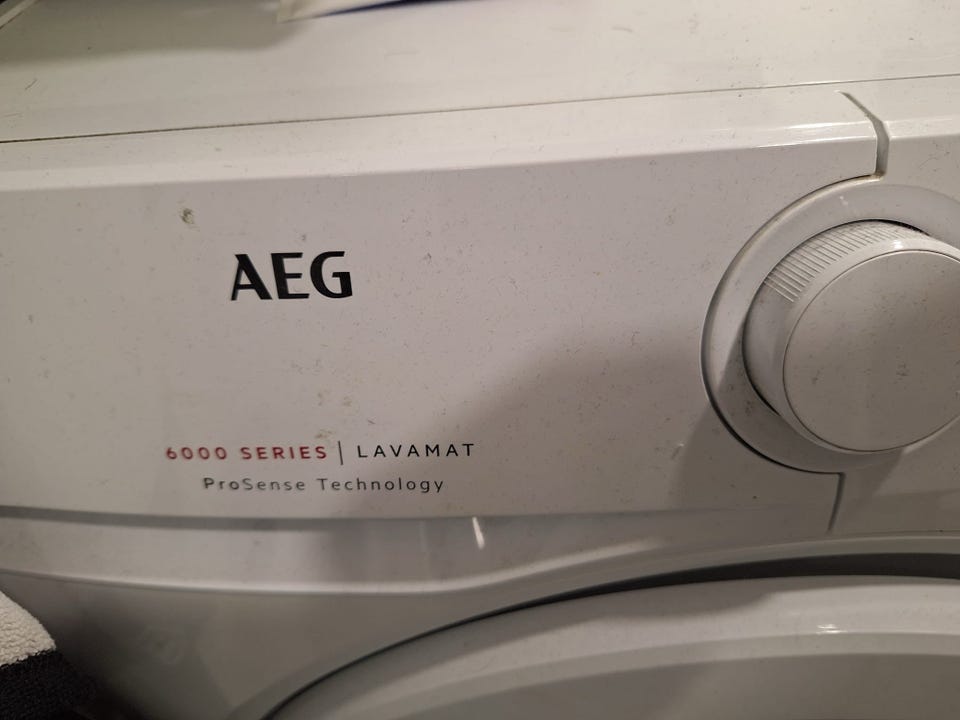 AEG
6000 SERIES | LAVAMAT
ProSense Technology